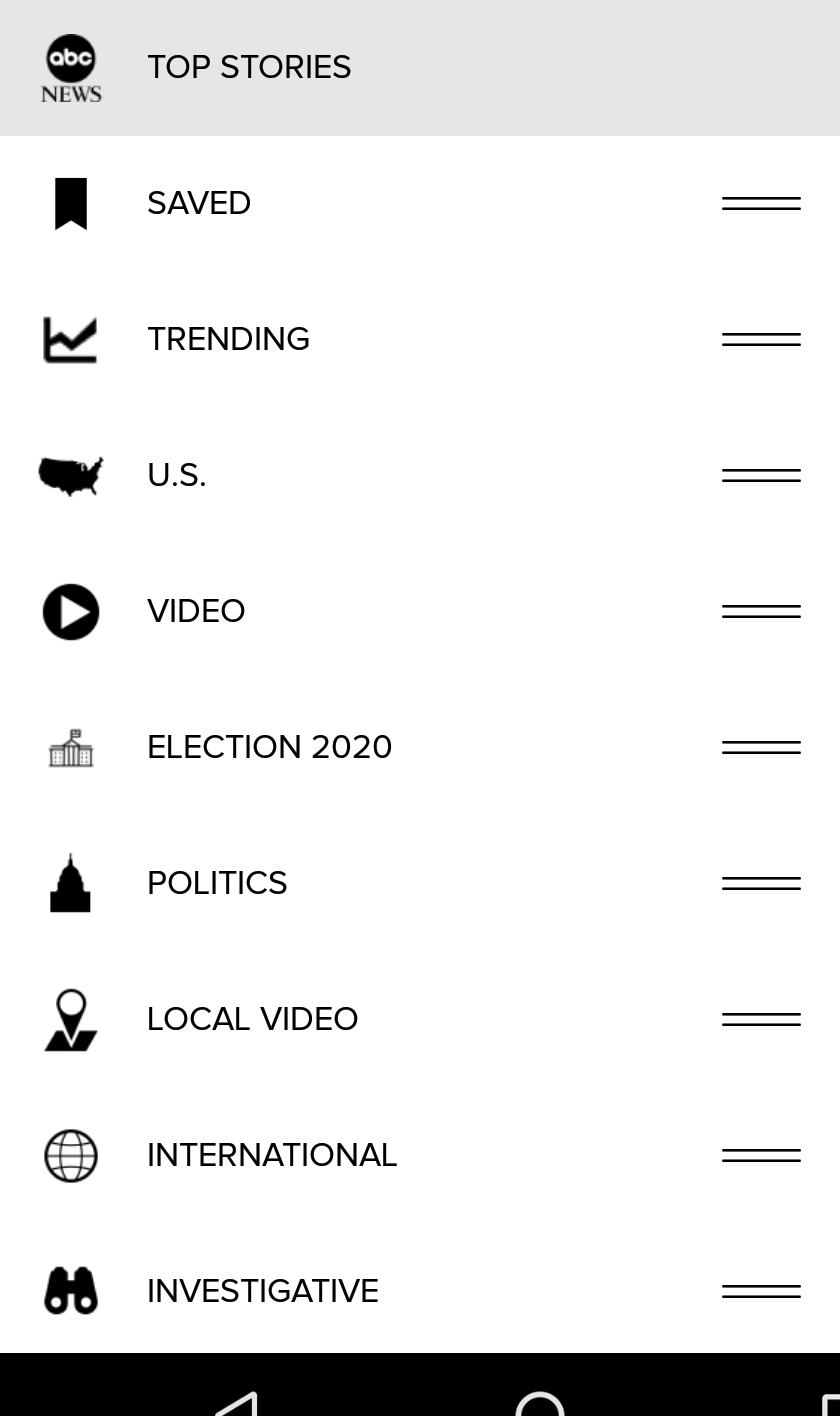 abc
NEWS
TOP STORIES
SAVED
TRENDING
U.S.
VIDEO
ELECTION 2020
POLITICS
LOCAL VIDEO
INTERNATIONAL
INVESTIGATIVE